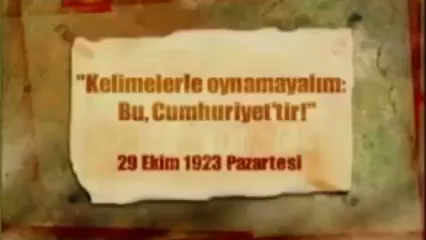 "Kelimelerle oynamayalım:
Bu, Cumhuriyet'tir!"
29 Ekim 1923 Pazartesi